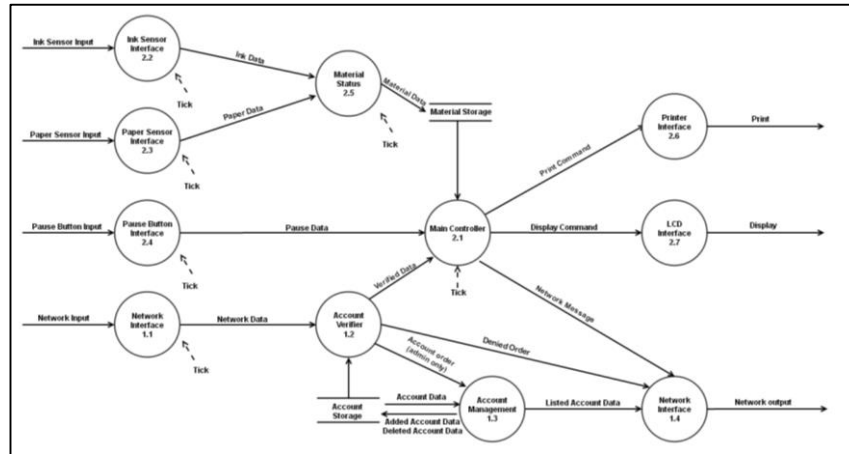 Ink Sensor Input
Ink Sensor
Interface
2.2
Ink Data
Tick
Material
Status
2.5
Material Data
Tick
Material Storage
Paper Sensor Input
Paper Sensor
Interface
2.3
Paper Data
Tick
Printer
Interface
2.6
Print
Print Command
Pause Button Input
Pause Button
Interface
2.4
Pause Data
Tick
Main Controller
2.1
Tick
Display Command
LCD
Interface
2.7
Display
Verified Data
Network Message
Network Input
Network
Interface
1.1
Network Data
Tick
Account
Verifier
1.2
Denied Order
Account order
(admin only)
Account
Storage
Account Data
Added Account Data
Deleted Account Data
Account
Management
1.3
Listed Account Data
Network
Interface
1.4
Network output